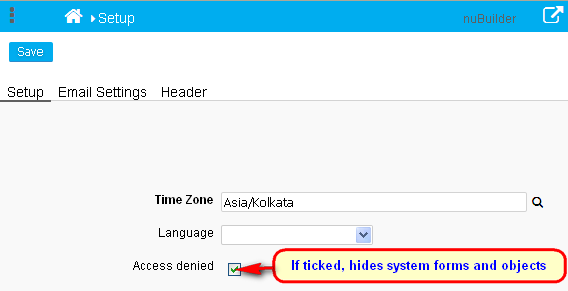 Setup nuBuilder
Save
Setup Email Settings Header
Time Zone Asia/Kolkata
Language
Access denied If ticked, hides system forms and objects